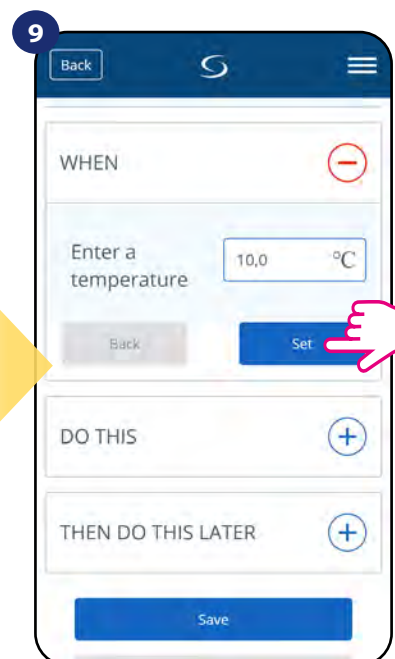 9
Back
WHEN
Enter a
temperature
10,0 °C
Back
Set
DO THIS
THEN DO THIS LATER
Save